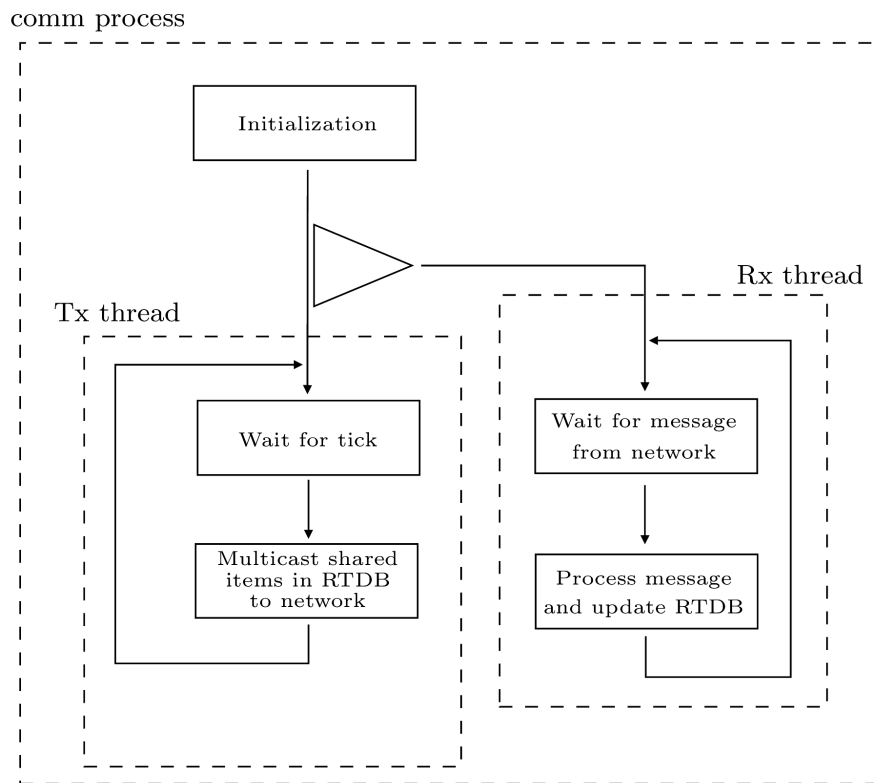 comm process
Initialization
Rx thread
Tx thread
Wait for tick
Wait for message
from network
Multicast shared
items in RTDB
to network
Process message
and update RTDB